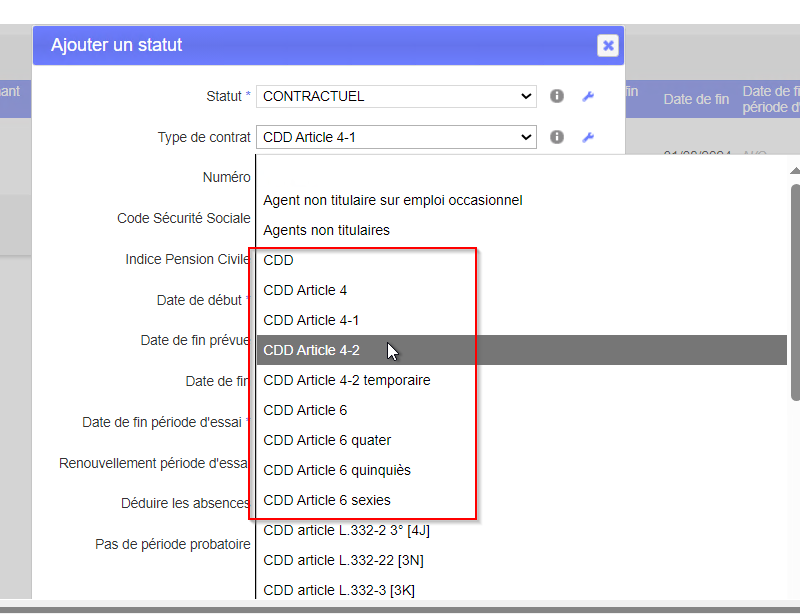 Ajouter un statut
nant
fin
Date de fin
Date de fi
période d'
Statut * CONTRACTUEL
Type de contrat CDD Article 4-1
Numéro
Agent non titulaire sur emploi occasionnel
Code Sécurité Sociale
Agents non titulaires
Indice Pension Civile
CDD
CDD Article 4
Date de début *
CDD Article 4-1
Date de fin prévue
CDD Article 4-2
Date de fin
CDD Article 4-2 temporaire
CDD Article 6
Date de fin période d'essai *
CDD Article 6 quater
Renouvellement période d'essai
CDD Article 6 quinquiès
Déduire les absences
CDD Article 6 sexies
CDD article L.332-2 3° [4J]
Pas de période probatoire
CDD article L.332-22 [3N]
CDD article L.332-3 [3K]